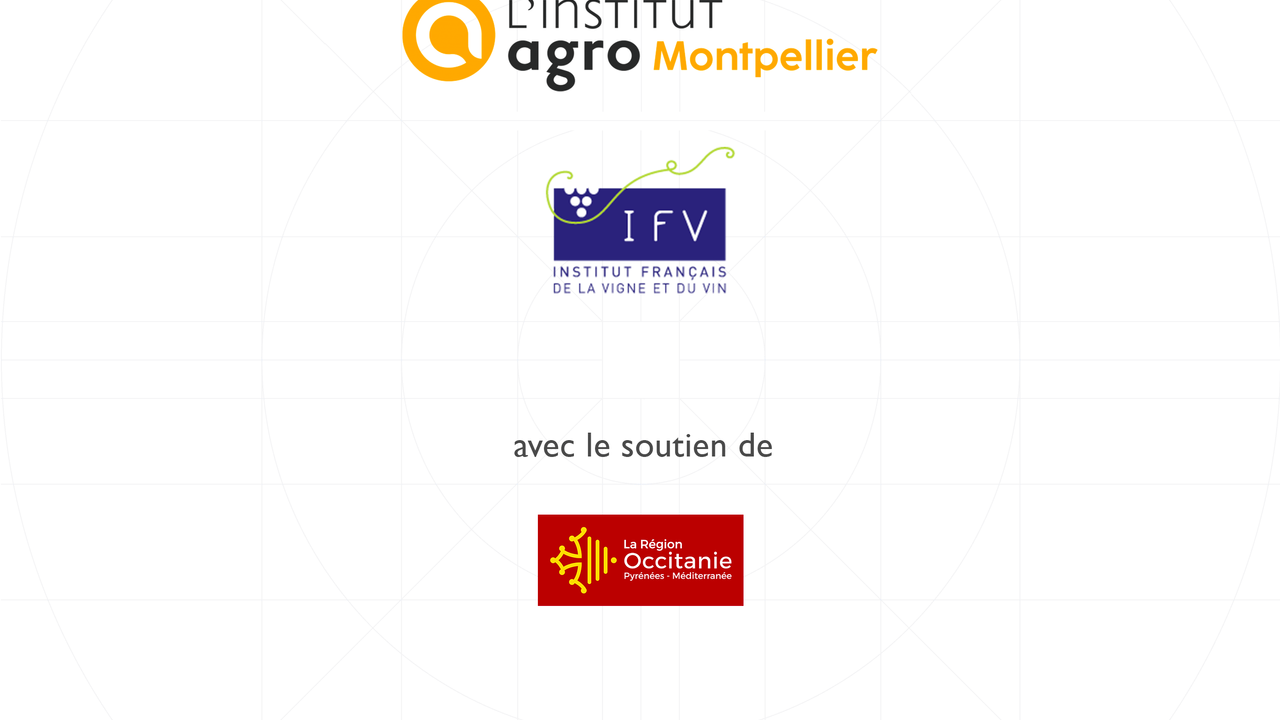 L'INSTITUT
agro Montpellier
IFV
INSTITUT FRANÇAIS
DE LA VIGNE ET DU VIN
avec le soutien de
La Région
Occitanie
Pyrénées - Méditerranée